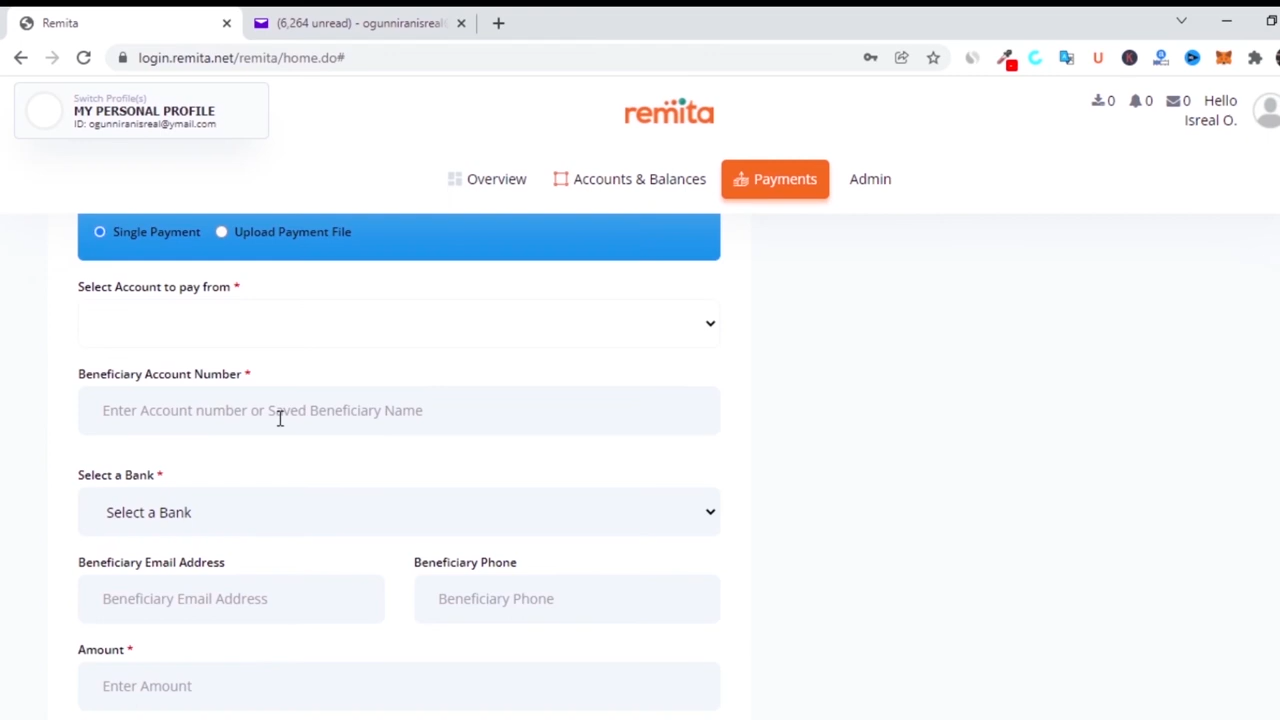 Remita
(6,264 unread) - ogunniranisreal
login.remita.net/remita/home.do#
Switch Profile(s)
MY PERSONAL PROFILE
ID: ogunniranisreal@ymail.com
remita
0 0 0 Hello
Isreal O.
Overview Accounts & Balances Payments Admin
Single Payment Upload Payment File
Select Account to pay from *
Beneficiary Account Number *
Enter Account number or Saved Beneficiary Name
Select a Bank *
Select a Bank
Beneficiary Email Address Beneficiary Phone
Beneficiary Email Address Beneficiary Phone
Amount *
Enter Amount